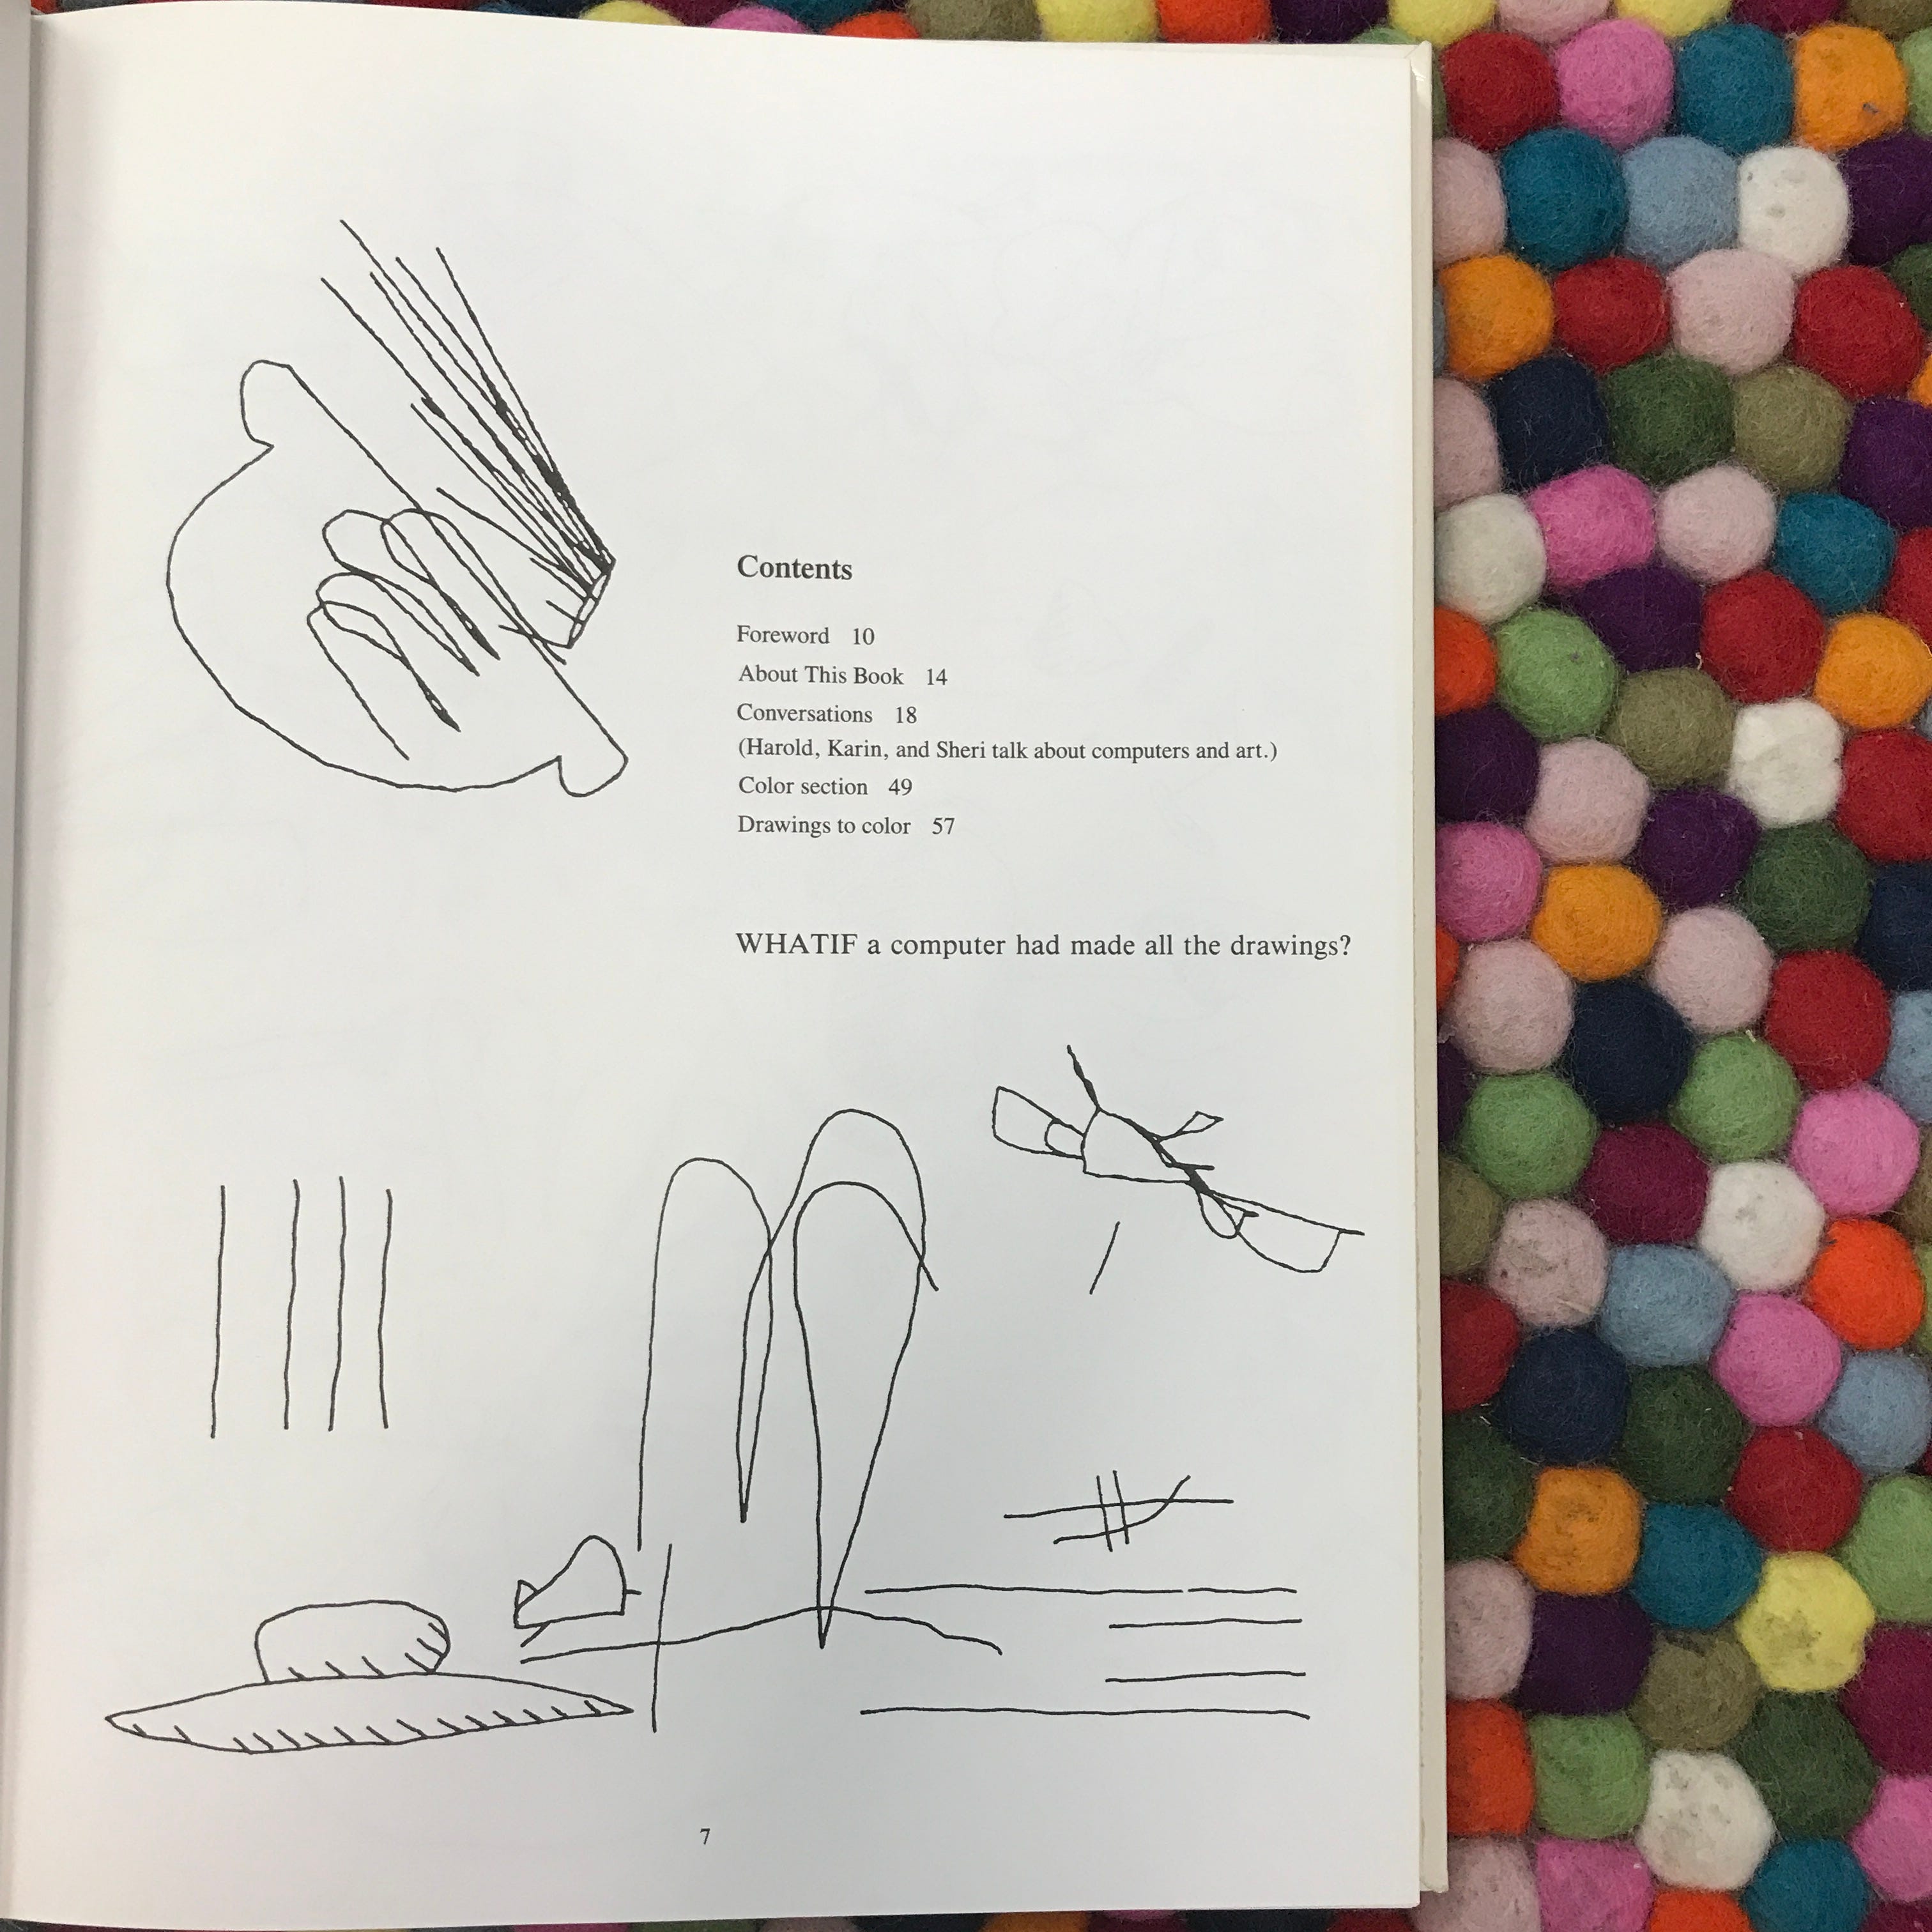 Contents
Foreword 10
About This Book 14
Conversations 18
(Harold, Karin, and Sheri talk about computers and art.)
Color section 49
Drawings to color 57
WHATIF a computer had made all the drawings?
7